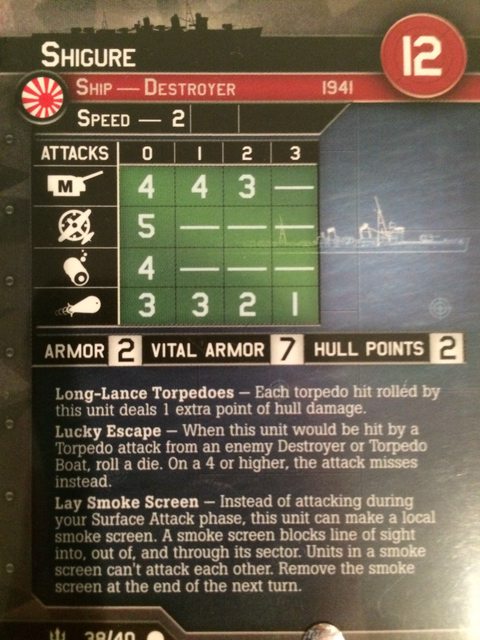 SHIGURE
12
SHIP — DESTROYER 1941
SPEED — 2
ATTACKS 0 1 2 3
M 4 4 3 —
5 — — —
4 — — —
3 3 2 1
ARMOR 2 VITAL ARMOR 7 HULL POINTS 2
Long-Lance Torpedoes — Each torpedo hit rolled by
this unit deals 1 extra point of hull damage.
Lucky Escape — When this unit would be hit by a
Torpedo attack from an enemy Destroyer or Torpedo
Boat, roll a die. On a 4 or higher, the attack misses
instead.
Lay Smoke Screen — Instead of attacking during
your Surface Attack phase, this unit can make a local
smoke screen. A smoke screen blocks line of sight
into, out of, and through its sector. Units in a smoke
screen can't attack each other. Remove the smoke
screen at the end of the next turn.
38/40